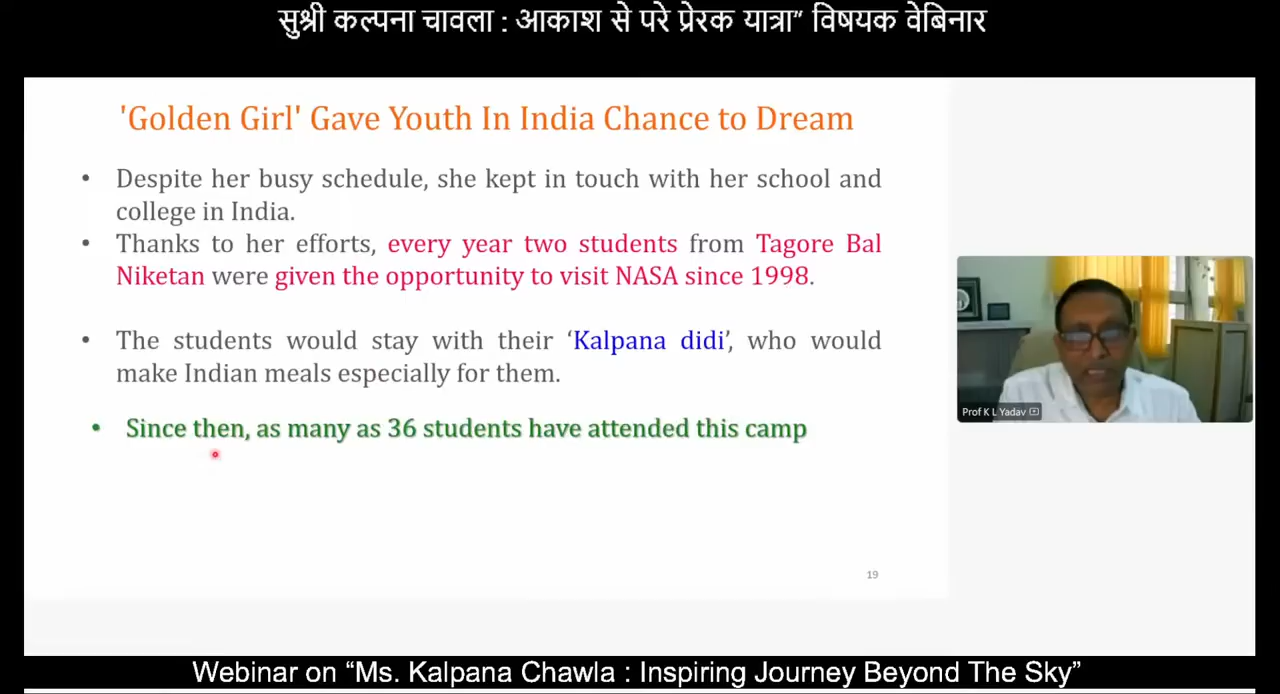 सुश्री कल्पना चावला : आकाश से परे प्रेरक यात्रा” विषयक वेबिनार
'Golden Girl' Gave Youth In India Chance to Dream
• Despite her busy schedule, she kept in touch with her school and
college in India.
• Thanks to her efforts, every year two students from Tagore Bal
Niketan were given the opportunity to visit NASA since 1998.
• The students would stay with their ‘Kalpana didi’, who would
make Indian meals especially for them.
• Since then, as many as 36 students have attended this camp
Prof K L Yadav
19
Webinar on “Ms. Kalpana Chawla : Inspiring Journey Beyond The Sky”